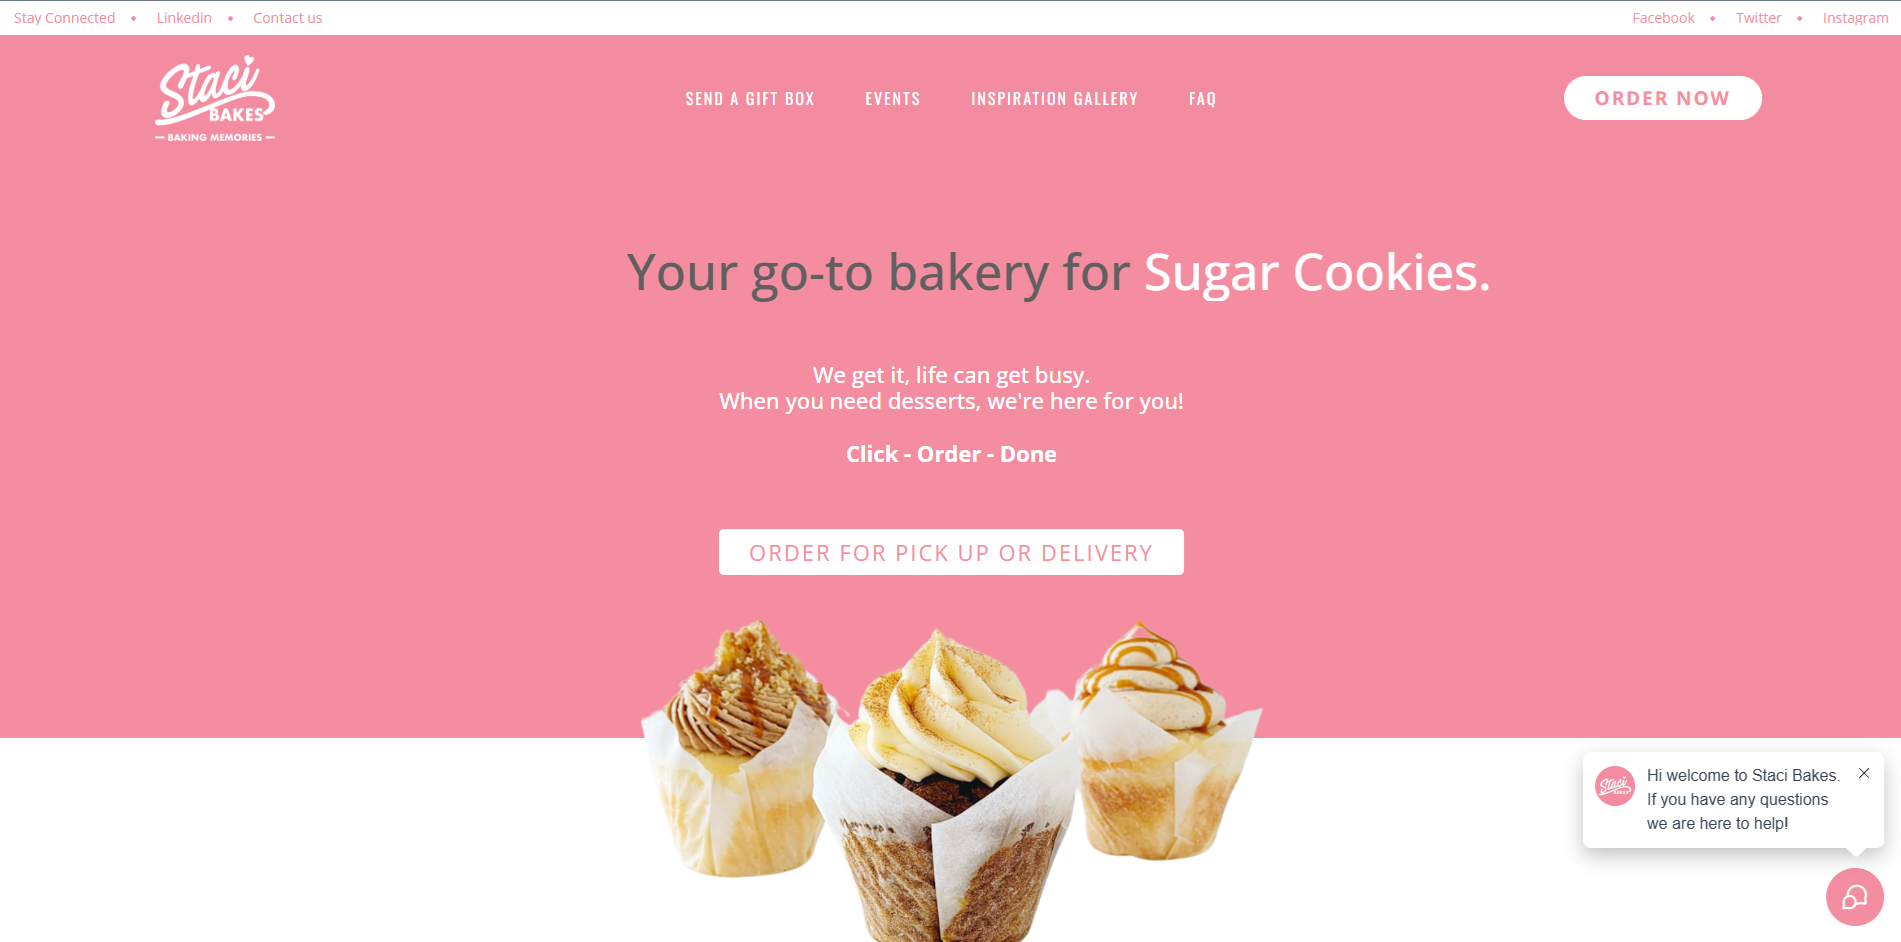 Stay Connected • Linkedin • Contact us
Facebook • Twitter • Instagram
Staci
BAKES
— BAKING MEMORIES —
SEND A GIFT BOX
EVENTS
INSPIRATION GALLERY
FAQ
ORDER NOW
Your go-to bakery for Sugar Cookies.
We get it, life can get busy.
When you need desserts, we're here for you!
Click - Order - Done
ORDER FOR PICK UP OR DELIVERY
Staci
BAKES
Hi welcome to Staci Bakes.
If you have any questions
we are here to help!